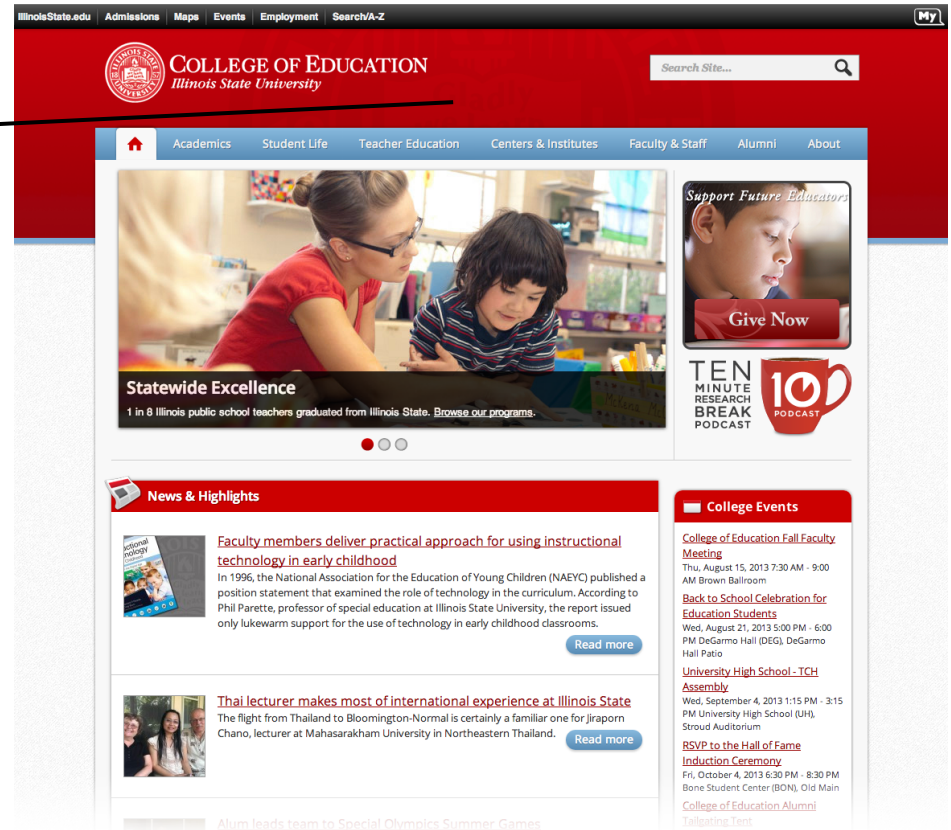 IllinoisState.edu Admissions Maps Events Employment Search/A-Z My
COLLEGE OF EDUCATION
Illinois State University
Search Site...
Academics Student Life Teacher Education Centers & Institutes Faculty & Staff Alumni About
Support Future Educators
Give Now
TEN
MINUTE
RESEARCH
BREAK
PODCAST
10
PODCAST
Statewide Excellence
1 in 8 Illinois public school teachers graduated from Illinois State. Browse our programs.
News & Highlights
Faculty members deliver practical approach for using instructional
technology in early childhood
In 1996, the National Association for the Education of Young Children (NAEYC) published a
position statement that examined the role of technology in the curriculum. According to
Phil Parette, professor of special education at Illinois State University, the report issued
only lukewarm support for the use of technology in early childhood classrooms.
Read more
Thai lecturer makes most of international experience at Illinois State
The flight from Thailand to Bloomington-Normal is certainly a familiar one for Jiraporn
Chano, lecturer at Mahasarakham University in Northeastern Thailand.
Read more
Alum leads team to Special Olympics Summer Games
College Events
College of Education Fall Faculty
Meeting
Thu, August 15, 2013 7:30 AM - 9:00
AM Brown Ballroom
Back to School Celebration for
Education Students
Wed, August 21, 2013 5:00 PM - 6:00
PM DeGarmo Hall (DEG), DeGarmo
Hall Patio
University High School - TCH
Assembly
Wed, September 4, 2013 1:15 PM - 3:15
PM University High School (UH),
Stroud Auditorium
RSVP to the Hall of Fame
Induction Ceremony
Fri, October 4, 2013 6:30 PM - 8:30 PM
Bone Student Center (BON), Old Main
College of Education Alumni
Tailgating Tent